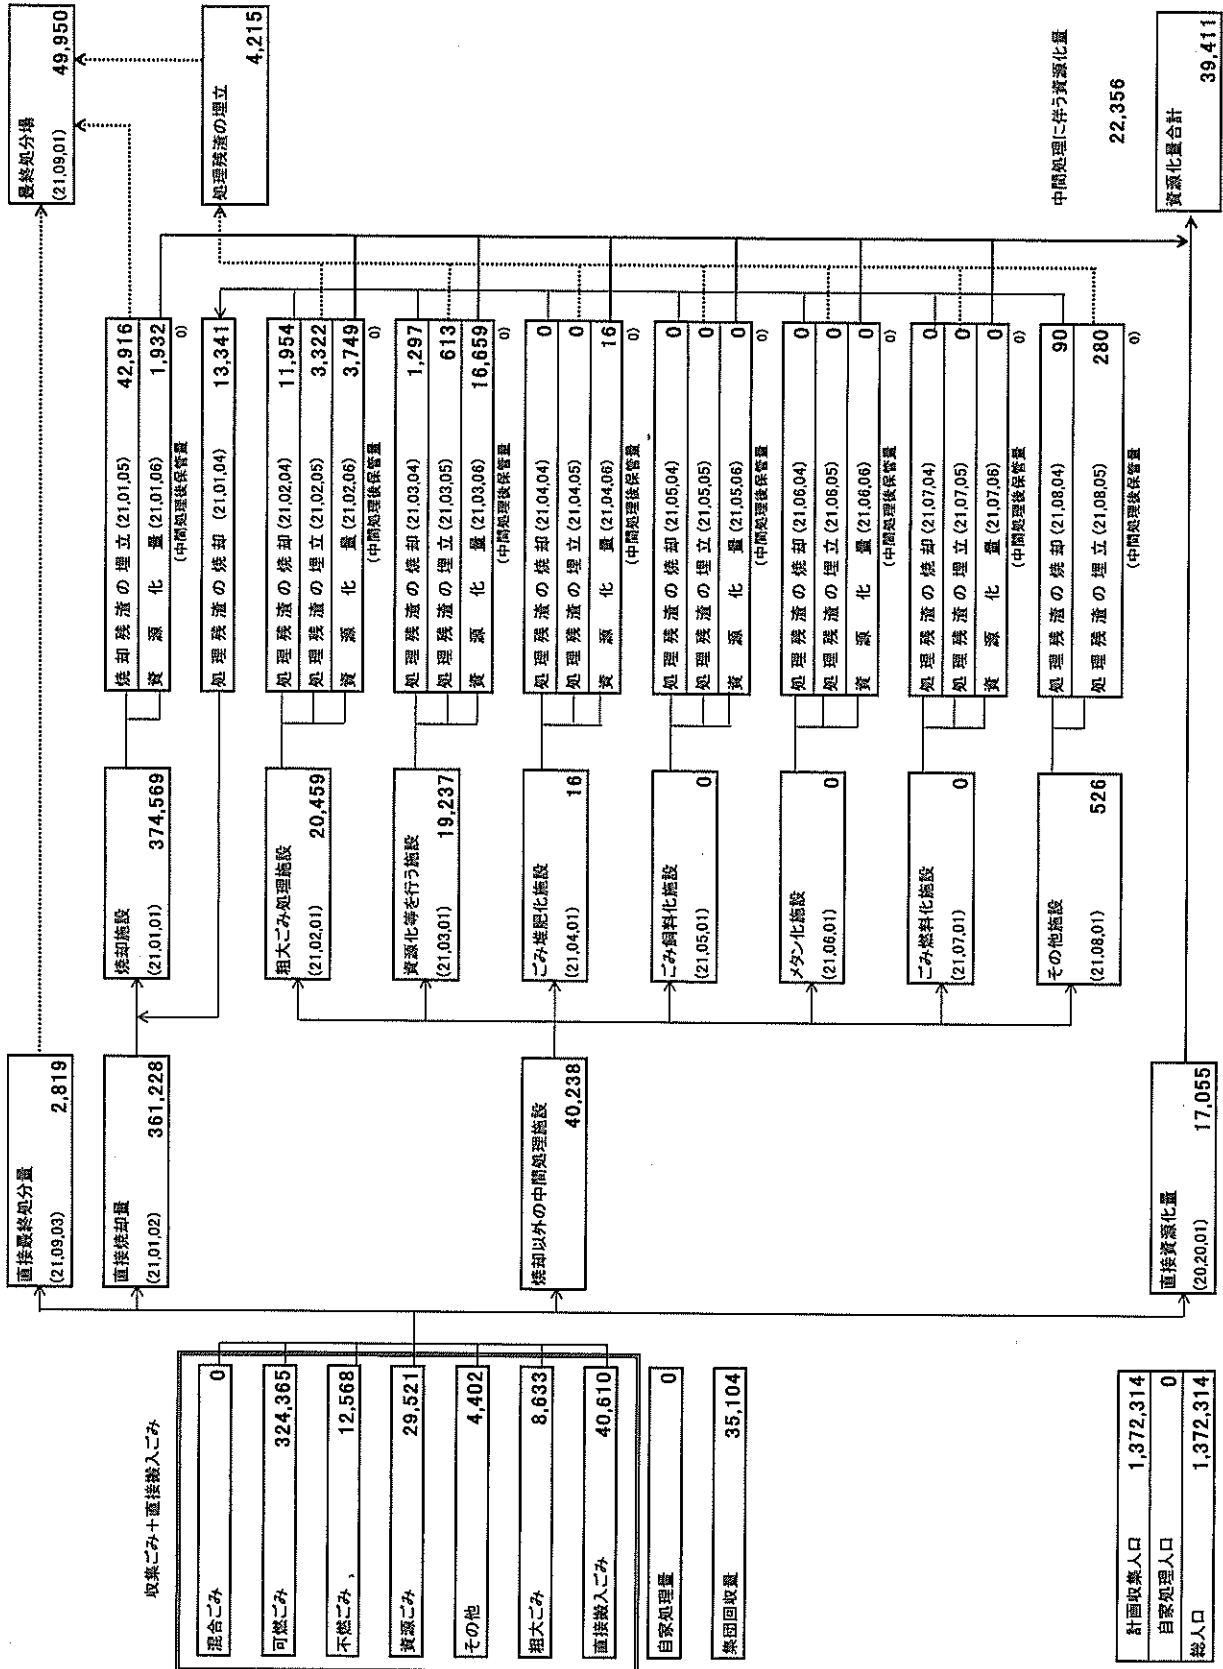 収集ごみ＋直接搬入ごみ
混合ごみ 0
可燃ごみ 324,365
不燃ごみ 、 12,568
資源ごみ 29,521
その他 4,402
粗大ごみ 8,633
直接搬入ごみ 40,610
自家処理量 0
集団回収量 35,104
計画収集人口 1,372,314
自家処理人口 0
総人口 1,372,314
直接最終処分量
(21,09,03) 2,819
直接焼却量
(21,01,02) 361,228
焼却以外の中間処理施設
40,238
直接資源化量
(20,20,01) 17,055
焼却施設
(21,01,01) 374,569
粗大ごみ処理施設
(21,02,01) 20,459
資源化等を行う施設
(21,03,01) 19,237
ごみ堆肥化施設
(21,04,01) 16
ごみ飼料化施設
(21,05,01) 0
メタン化施設
(21,06,01) 0
ごみ燃料化施設
(21,07,01) 0
その他施設
(21,08,01) 526
焼却残渣の埋立(21,01,05) 42,916
資源化量(21,01,06) 1,932
(中間処理後保管量 0)
処理残渣の焼却 (21,01,04) 13,341
処理残渣の焼却(21,02,04) 11,954
処理残渣の埋立(21,02,05) 3,322
資源化量(21,02,06) 3,749
(中間処理後保管量 0)
処理残渣の焼却(21,03,04) 1,297
処理残渣の埋立(21,03,05) 613
資源化量(21,03,06) 16,659
(中間処理後保管量 0)
処理残渣の焼却(21,04,04) 0
処理残渣の埋立(21,04,05) 0
資源化量(21,04,06) 16
(中間処理後保管量 0)
処理残渣の焼却(21,05,04) 0
処理残渣の埋立(21,05,05) 0
資源化量(21,05,06) 0
(中間処理後保管量 0)
処理残渣の焼却(21,06,04) 0
処理残渣の埋立(21,06,05) 0
資源化量(21,06,06) 0
(中間処理後保管量 0)
処理残渣の焼却(21,07,04) 0
処理残渣の埋立(21,07,05) 0
資源化量(21,07,06) 0
(中間処理後保管量 0)
処理残渣の焼却(21,08,04) 90
処理残渣の埋立(21,08,05) 280
(中間処理後保管量 0)
最終処分場
(21,09,01) 49,950
処理残渣の埋立
4,215
中間処理に伴う資源化量
22,356
資源化量合計
39,411